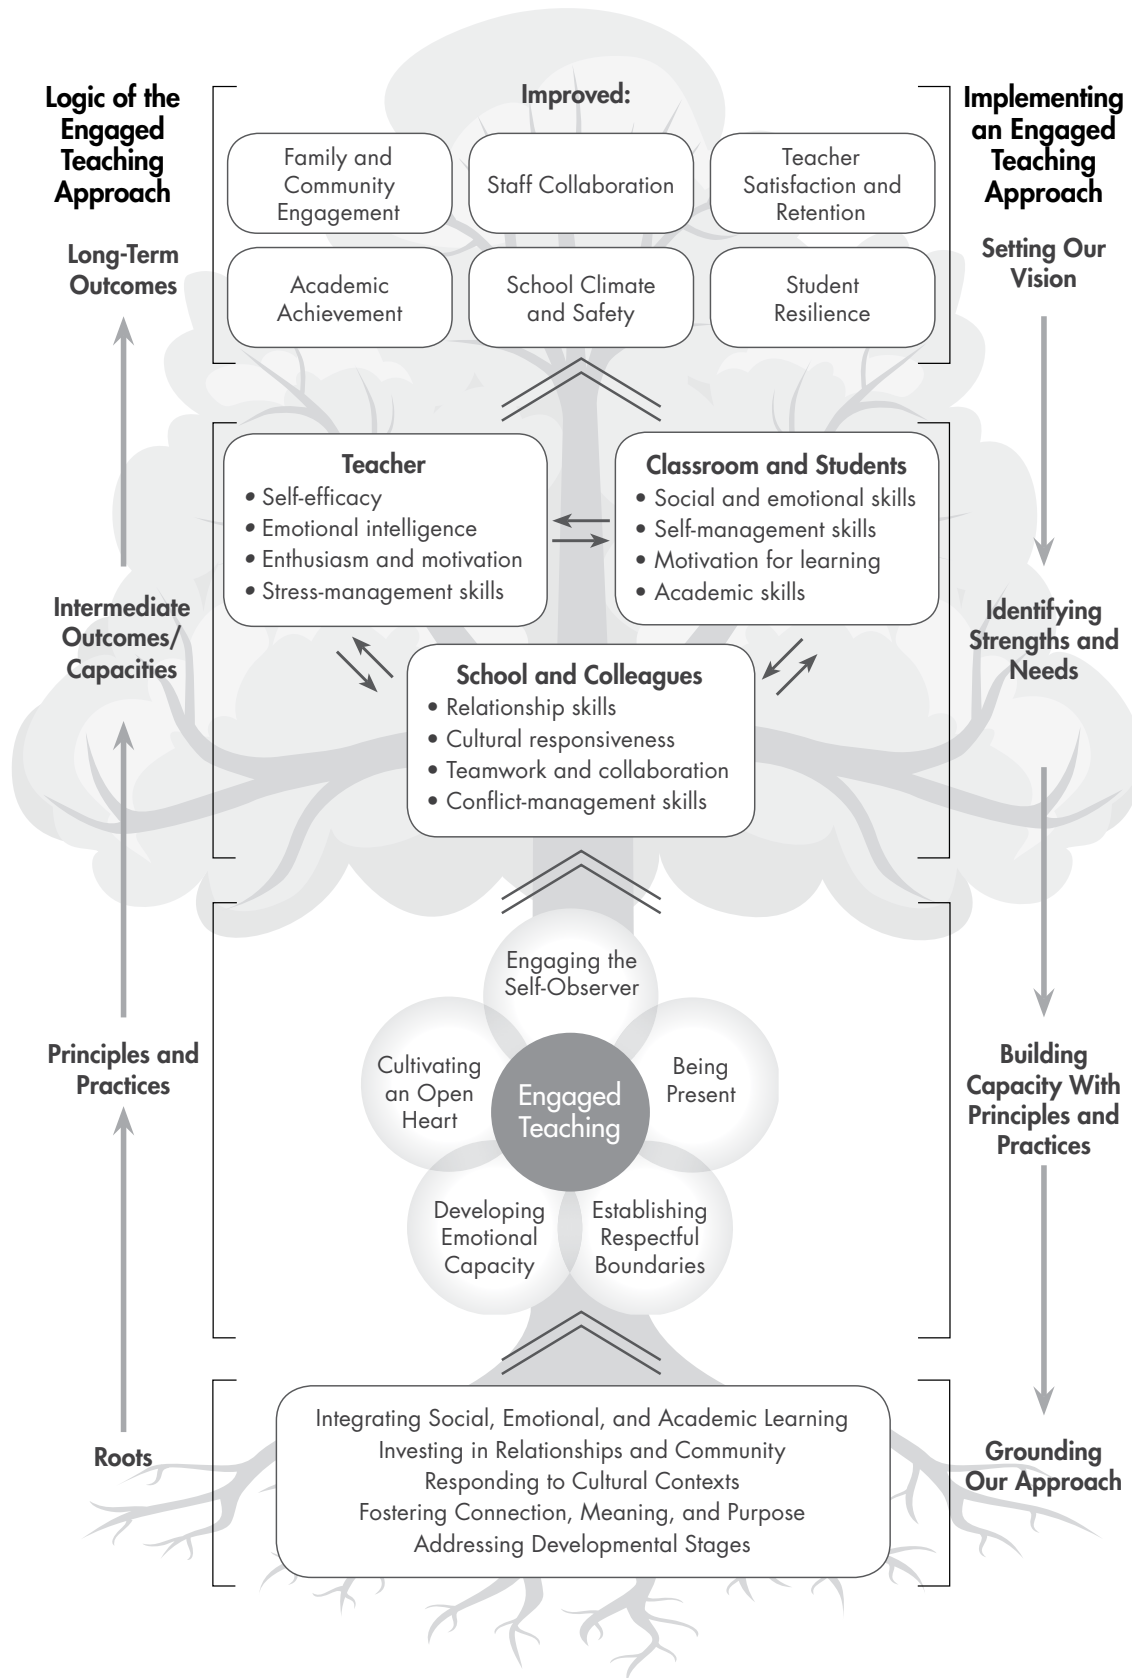 Logic of the
Engaged
Teaching
Approach
Improved:
Implementing
an Engaged
Teaching
Approach
Family and
Community
Engagement
Staff Collaboration
Teacher
Satisfaction and
Retention
Long-Term
Outcomes
Setting Our
Vision
Academic
Achievement
School Climate
and Safety
Student
Resilience
Teacher
• Self-efficacy
• Emotional intelligence
• Enthusiasm and motivation
• Stress-management skills
Classroom and Students
• Social and emotional skills
• Self-management skills
• Motivation for learning
• Academic skills
Intermediate
Outcomes/
Capacities
Identifying
Strengths and
Needs
School and Colleagues
• Relationship skills
• Cultural responsiveness
• Teamwork and collaboration
• Conflict-management skills
Engaging the
Self-Observer
Principles and
Practices
Cultivating
an Open
Heart
Engaged
Teaching
Being
Present
Building
Capacity With
Principles and
Practices
Developing
Emotional
Capacity
Establishing
Respectful
Boundaries
Roots
Integrating Social, Emotional, and Academic Learning
Investing in Relationships and Community
Responding to Cultural Contexts
Fostering Connection, Meaning, and Purpose
Addressing Developmental Stages
Grounding
Our Approach